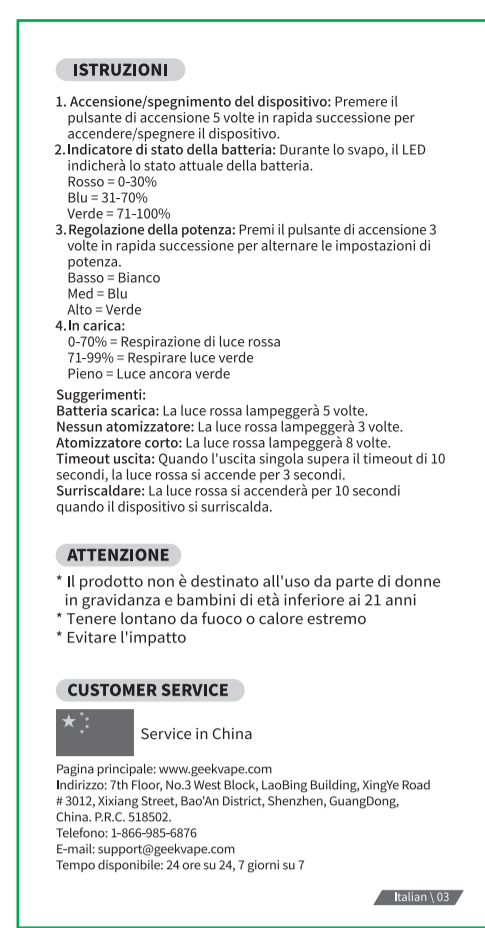 ISTRUZIONI
1. Accensione/spegnimento del dispositivo: Premere il
pulsante di accensione 5 volte in rapida successione per
accendere/spegnere il dispositivo.
2. Indicatore di stato della batteria: Durante lo svapo, il LED
indicherà lo stato attuale della batteria.
Rosso = 0-30%
Blu = 31-70%
Verde = 71-100%
3. Regolazione della potenza: Premi il pulsante di accensione 3
volte in rapida successione per alternare le impostazioni di
potenza.
Basso = Bianco
Med = Blu
Alto = Verde
4. In carica:
0-70% = Respirazione di luce rossa
71-99% = Respirare luce verde
Pieno = Luce ancora verde
Suggerimenti:
Batteria scarica: La luce rossa lampeggerà 5 volte.
Nessun atomizzatore: La luce rossa lampeggerà 3 volte.
Atomizzatore corto: La luce rossa lampeggerà 8 volte.
Timeout uscita: Quando l'uscita singola supera il timeout di 10
secondi, la luce rossa si accende per 3 secondi.
Surriscaldare: La luce rossa si accenderà per 10 secondi
quando il dispositivo si surriscalda.
ATTENZIONE
* Il prodotto non è destinato all'uso da parte di donne
in gravidanza e bambini di età inferiore ai 21 anni
* Tenere lontano da fuoco o calore estremo
* Evitare l'impatto
CUSTOMER SERVICE
Service in China
Pagina principale: www.geekvape.com
Indirizzo: 7th Floor, No.3 West Block, LaoBing Building, XingYe Road
# 3012, Xixiang Street, Bao'An District, Shenzhen, GuangDong,
China. P.R.C. 518502.
Telefono: 1-866-985-6876
E-mail: support@geekvape.com
Tempo disponibile: 24 ore su 24, 7 giorni su 7
Italian \ 03